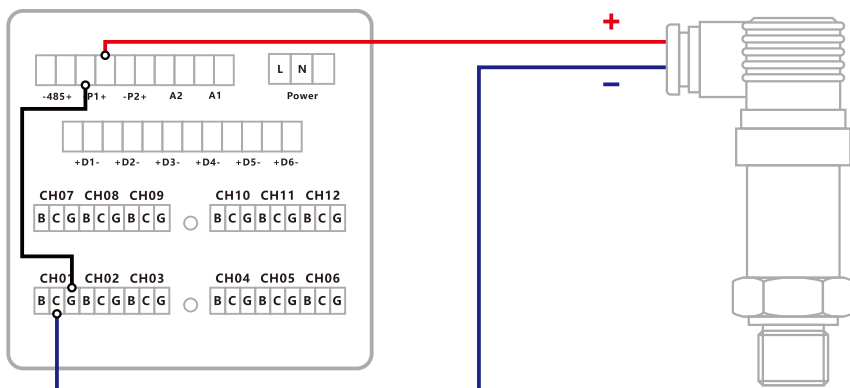 +
L N
-485+ -P1+ -P2+ A2 A1 Power
−
+D1- +D2- +D3- +D4- +D5- +D6-
CH07 CH08 CH09 CH10 CH11 CH12
B C G B C G B C G B C G B C G B C G
CH01 CH02 CH03 CH04 CH05 CH06
B C G B C G B C G B C G B C G B C G